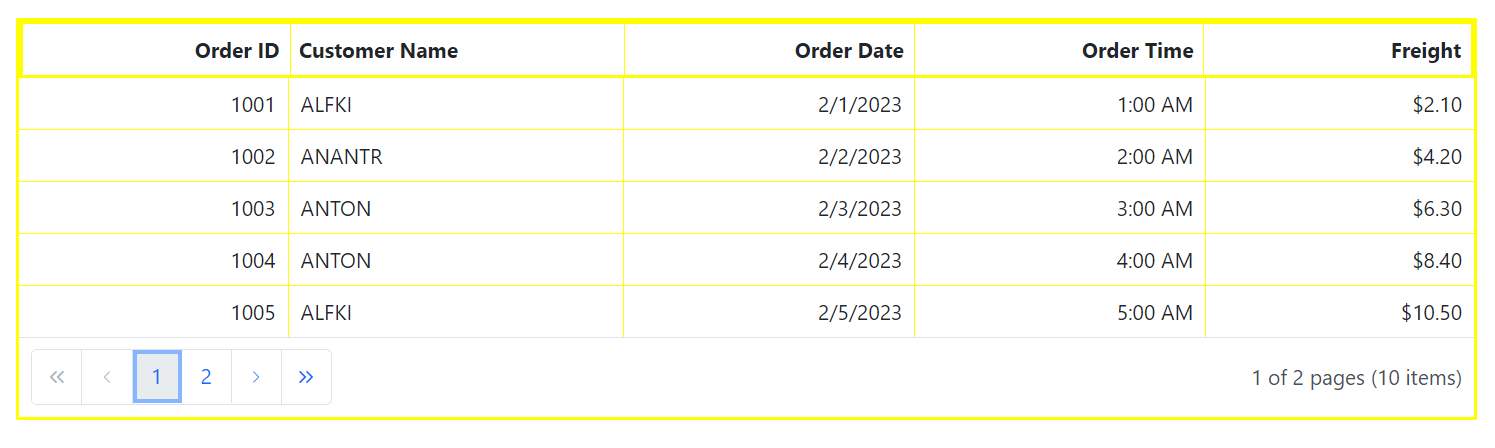 Order ID Customer Name Order Date Order Time Freight
1001 ALFKI 2/1/2023 1:00 AM $2.10
1002 ANANTR 2/2/2023 2:00 AM $4.20
1003 ANTON 2/3/2023 3:00 AM $6.30
1004 ANTON 2/4/2023 4:00 AM $8.40
1005 ALFKI 2/5/2023 5:00 AM $10.50
« ‹ 1 2 › » 1 of 2 pages (10 items)